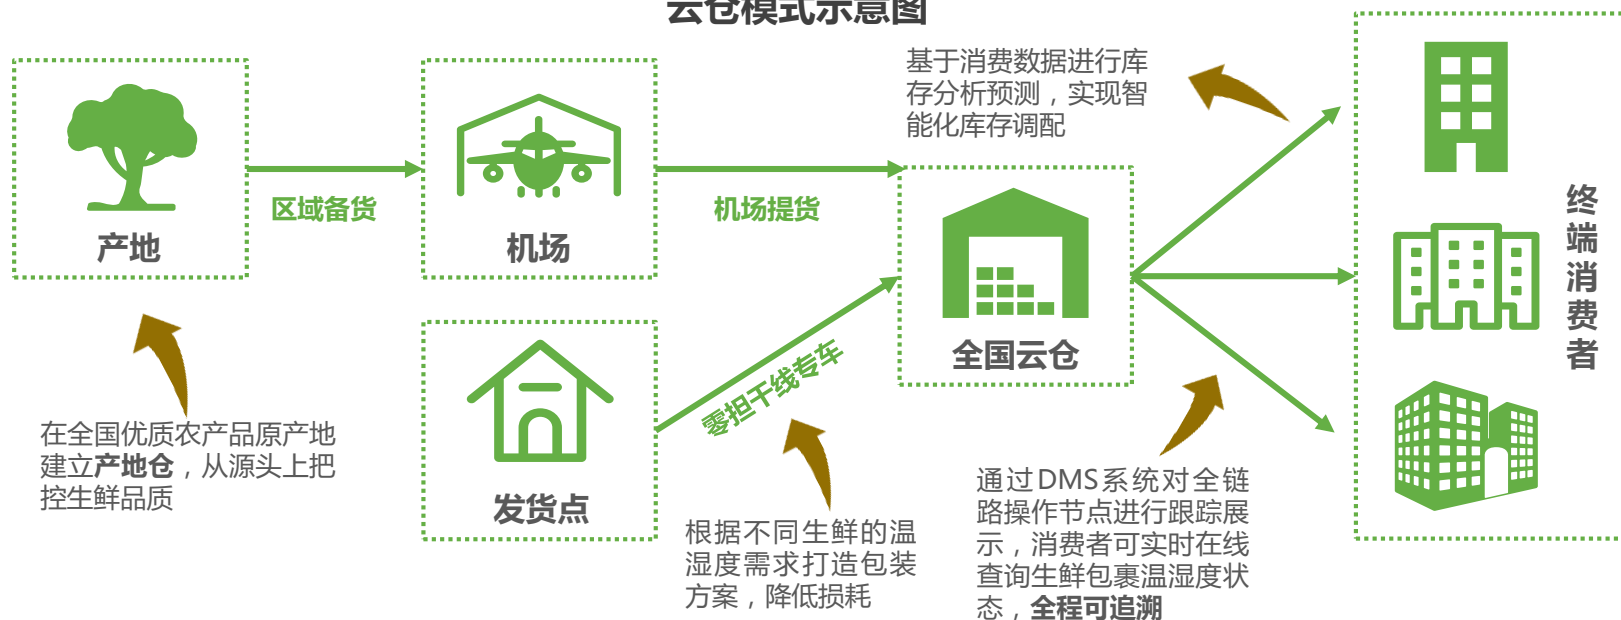 云仓模式示意图
产地
区域备货
机场
机场提货
基于消费数据进行库
存分析预测，实现智
能化库存调配
全国云仓
发货点
零担干线专车
终
端
消
费
者
在全国优质农产品原产地
建立产地仓，从源头上把
控生鲜品质
根据不同生鲜的温
湿度需求打造包装
方案，降低损耗
通过DMS系统对全链
路操作节点进行跟踪展
示，消费者可实时在线
查询生鲜包裹温湿度状
态，全程可追溯